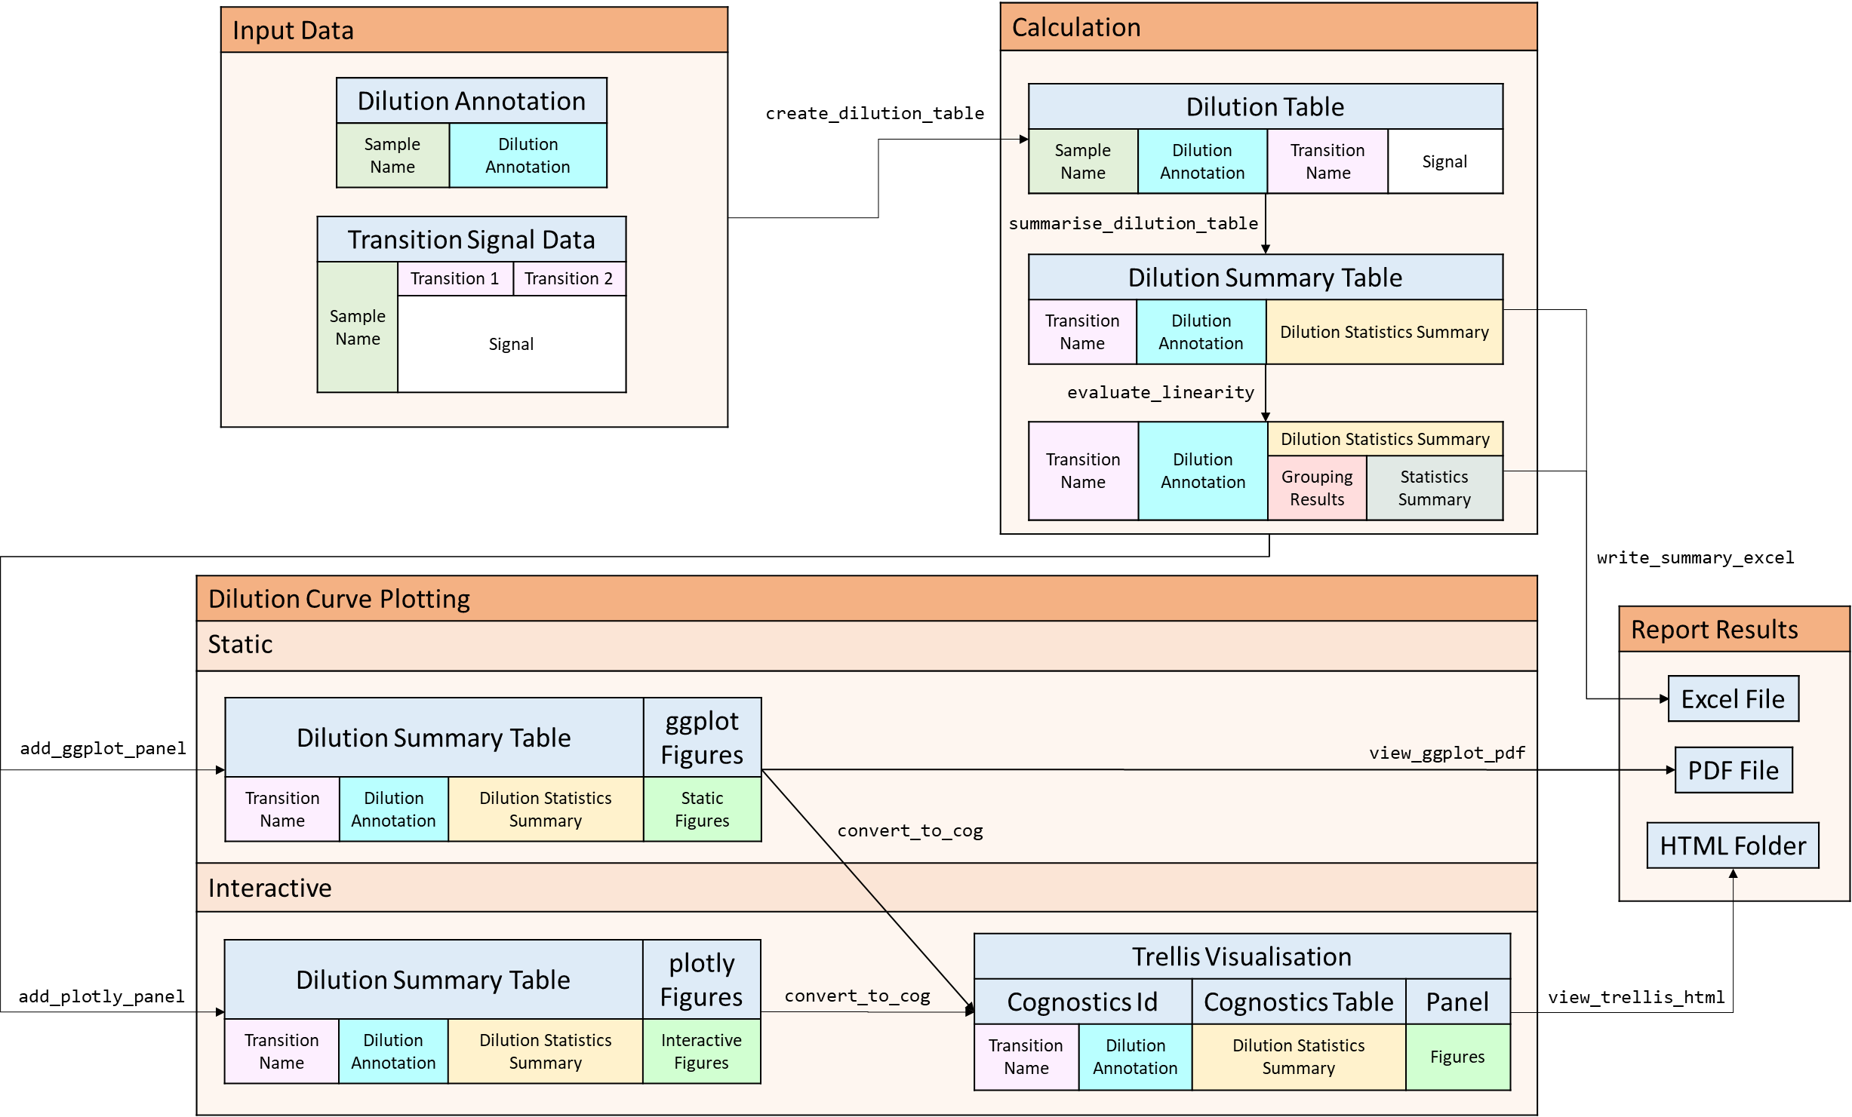 Input Data
Dilution Annotation
Sample
Name
Dilution
Annotation
Transition Signal Data
Sample
Name
Transition 1
Transition 2
Signal
create_dilution_table
Calculation
Dilution Table
Sample
Name
Dilution
Annotation
Transition
Name
Signal
summarise_dilution_table
Dilution Summary Table
Transition
Name
Dilution
Annotation
Dilution Statistics Summary
evaluate_linearity
Transition
Name
Dilution
Annotation
Dilution Statistics Summary
Grouping
Results
Statistics
Summary
write_summary_excel
Dilution Curve Plotting
Static
add_ggplot_panel
Dilution Summary Table
ggplot
Figures
Transition
Name
Dilution
Annotation
Dilution Statistics
Summary
Static
Figures
view_ggplot_pdf
convert_to_cog
Interactive
add_plotly_panel
Dilution Summary Table
plotly
Figures
Transition
Name
Dilution
Annotation
Dilution Statistics
Summary
Interactive
Figures
convert_to_cog
Trellis Visualisation
Cognostics Id
Cognostics Table
Panel
Transition
Name
Dilution
Annotation
Dilution Statistics
Summary
Figures
view_trellis_html
Report Results
Excel File
PDF File
HTML Folder